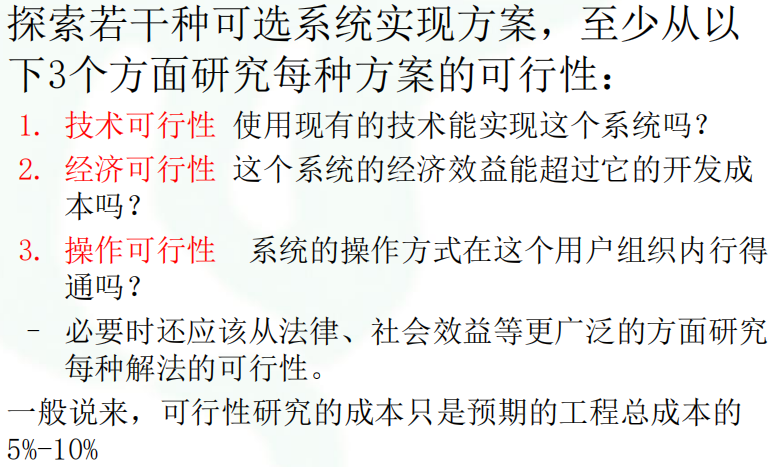 探索若干种可选系统实现方案，至少从以
下3个方面研究每种方案的可行性：
1. 技术可行性 使用现有的技术能实现这个系统吗？
2. 经济可行性 这个系统的经济效益能超过它的开发成
本吗？
3. 操作可行性 系统的操作方式在这个用户组织内行得
通吗？
– 必要时还应该从法律、社会效益等更广泛的方面研究
每种解法的可行性。
一般说来，可行性研究的成本只是预期的工程总成本的
5%-10%